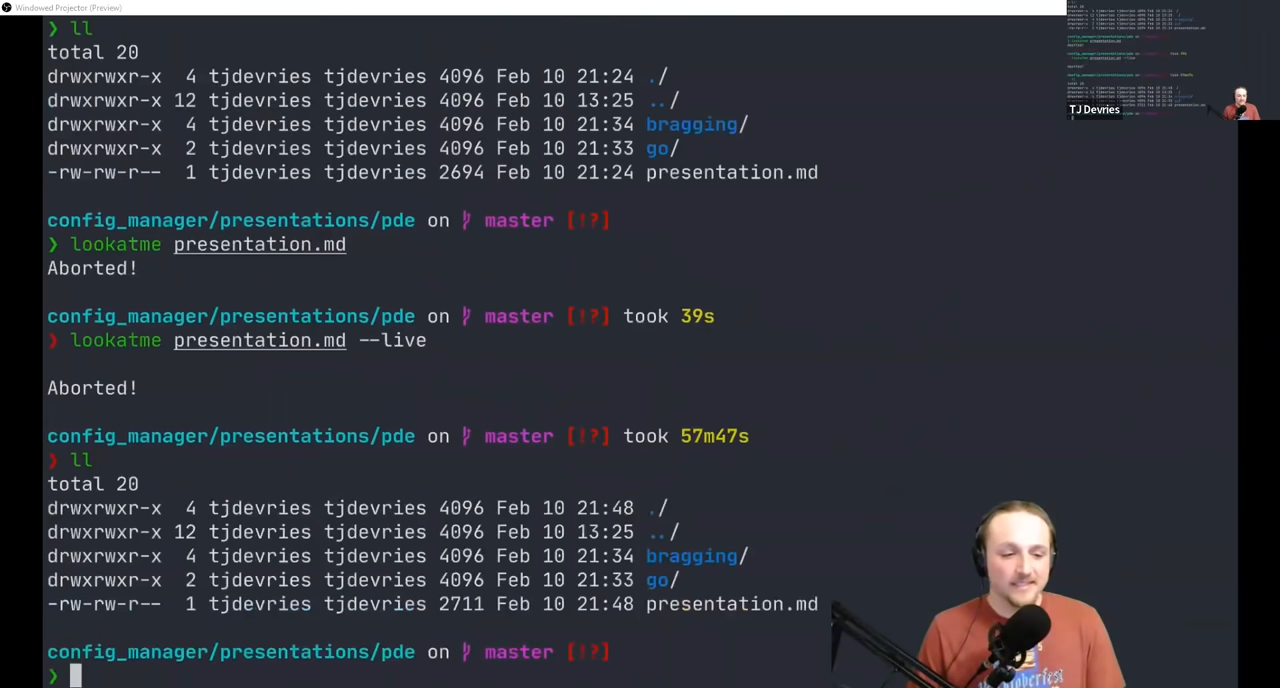 Windowed Projector (Preview)
❯ ll
total 20
drwxrwxr-x  4 tjdevries tjdevries 4096 Feb 10 21:24 ./
drwxrwxr-x 12 tjdevries tjdevries 4096 Feb 10 13:25 ../
drwxrwxr-x  4 tjdevries tjdevries 4096 Feb 10 21:34 bragging/
drwxrwxr-x  2 tjdevries tjdevries 4096 Feb 10 21:33 go/
-rw-rw-r--  1 tjdevries tjdevries 2694 Feb 10 21:24 presentation.md
config_manager/presentations/pde on master [!?]
❯ lookatme presentation.md
Aborted!
config_manager/presentations/pde on master [!?] took 39s
❯ lookatme presentation.md --live
Aborted!
config_manager/presentations/pde on master [!?] took 57m47s
❯ ll
total 20
drwxrwxr-x  4 tjdevries tjdevries 4096 Feb 10 21:48 ./
drwxrwxr-x 12 tjdevries tjdevries 4096 Feb 10 13:25 ../
drwxrwxr-x  4 tjdevries tjdevries 4096 Feb 10 21:34 bragging/
drwxrwxr-x  2 tjdevries tjdevries 4096 Feb 10 21:33 go/
-rw-rw-r--  1 tjdevries tjdevries 2711 Feb 10 21:48 presentation.md
config_manager/presentations/pde on master [!?]
❯
TJ Devries